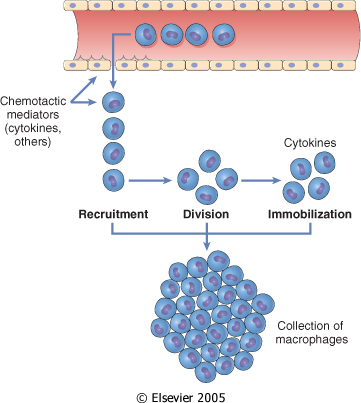 Chemotactic
mediators
(cytokines,
others)
Cytokines
Recruitment
Division
Immobilization
Collection of
macrophages
© Elsevier 2005